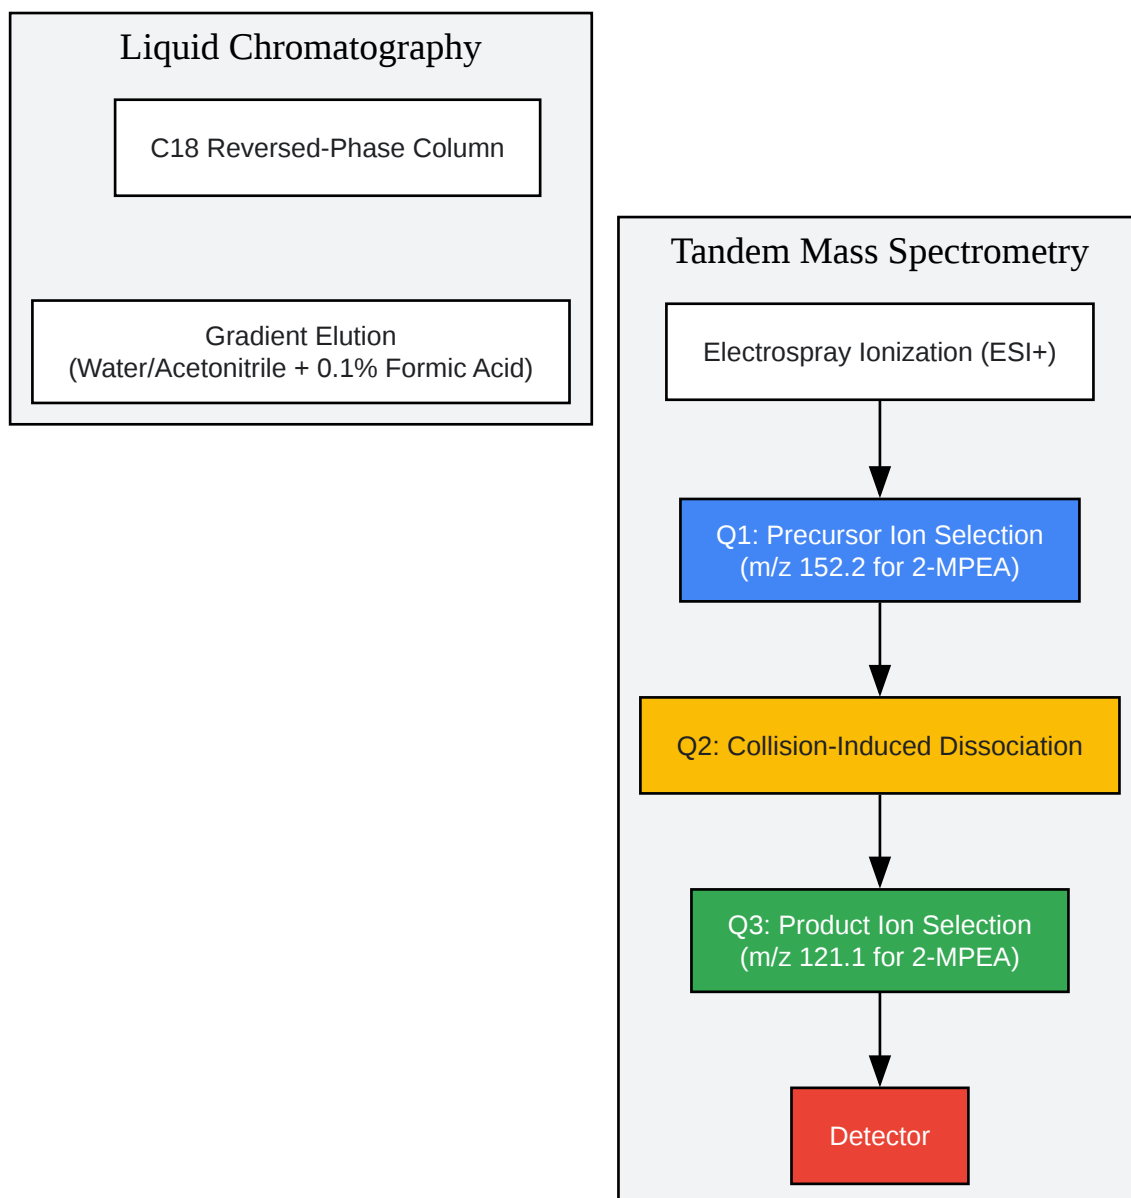 Liquid Chromatography
C18 Reversed-Phase Column
Gradient Elution
(Water/Acetonitrile + 0.1% Formic Acid)
Tandem Mass Spectrometry
Electrospray Ionization (ESI+)
Q1: Precursor Ion Selection
(m/z 152.2 for 2-MPEA)
Q2: Collision-Induced Dissociation
Q3: Product Ion Selection
(m/z 121.1 for 2-MPEA)
Detector